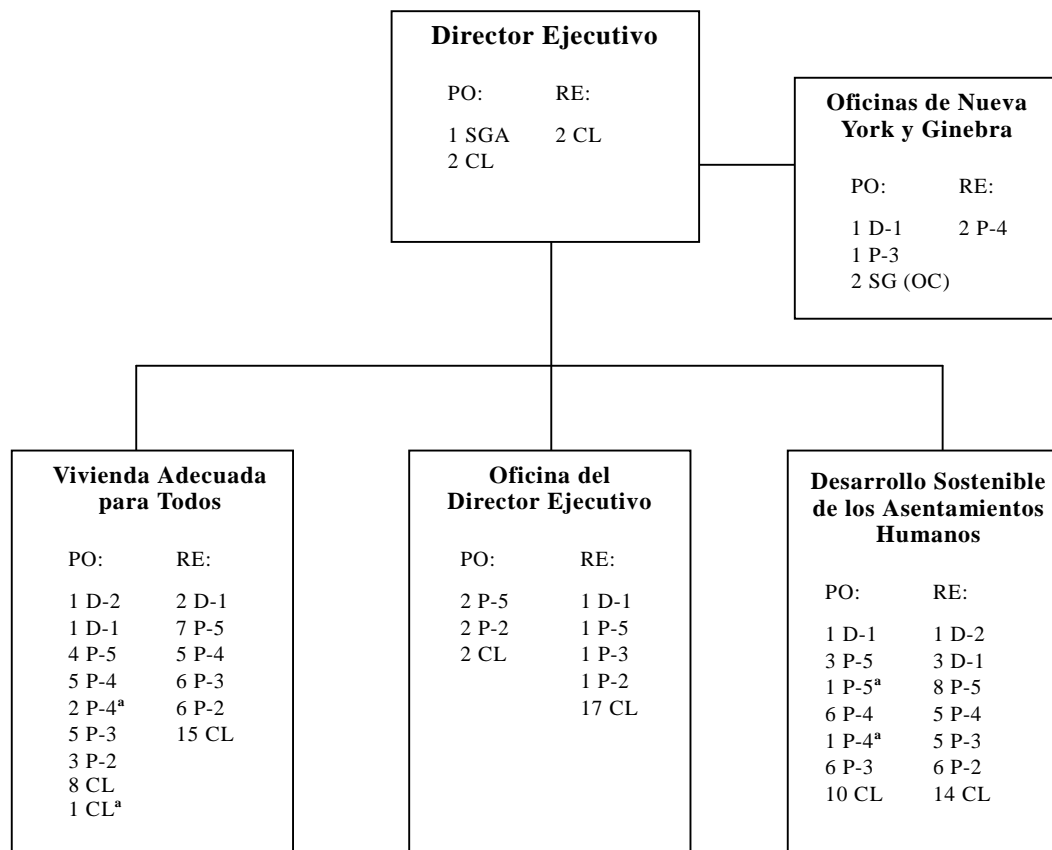 Director Ejecutivo
PO: RE:
1 SGA 2 CL
2 CL
Oficinas de Nueva
York y Ginebra
PO: RE:
1 D-1 2 P-4
1 P-3
2 SG (OC)
Vivienda Adecuada
para Todos
PO: RE:
1 D-2 2 D-1
1 D-1 7 P-5
4 P-5 5 P-4
5 P-4 6 P-3
2 P-4ª 6 P-2
5 P-3 15 CL
3 P-2
8 CL
1 CLª
Oficina del
Director Ejecutivo
PO: RE:
2 P-5 1 D-1
2 P-2 1 P-5
2 CL 1 P-3
1 P-2
17 CL
Desarrollo Sostenible
de los Asentamientos
Humanos
PO: RE:
1 D-1 1 D-2
3 P-5 3 D-1
1 P-5ª 8 P-5
6 P-4 5 P-4
1 P-4ª 5 P-3
6 P-3 6 P-2
10 CL 14 CL